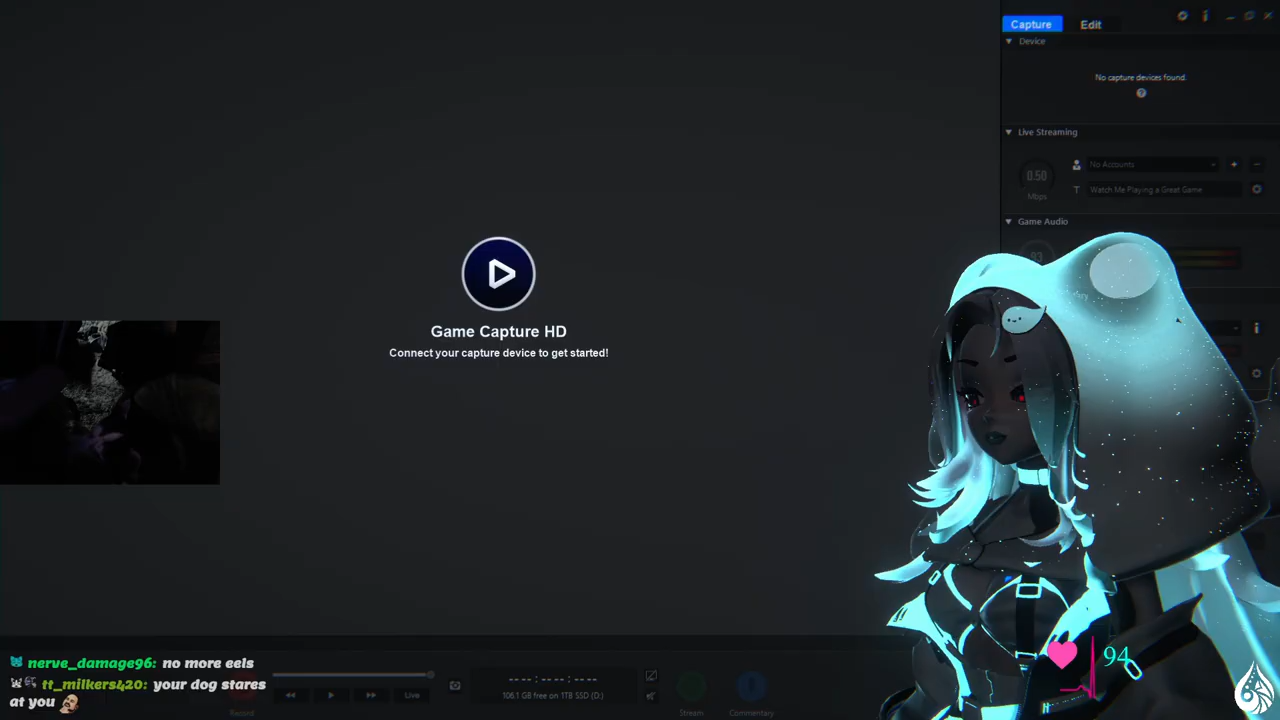 Capture
Edit
Device
No capture devices found.
Live Streaming
0.50
Mbps
No Accounts
T
Watch Me Playing a Great Game
Game Audio
Game Capture HD
Connect your capture device to get started!
nerve_damage96: no more eels
tt_milkers420: your dog stares
at you
Live
-- -- : -- -- : -- --
106.1 GB free on 1TB SSD (D:)
Record
Stream
Commentary
94